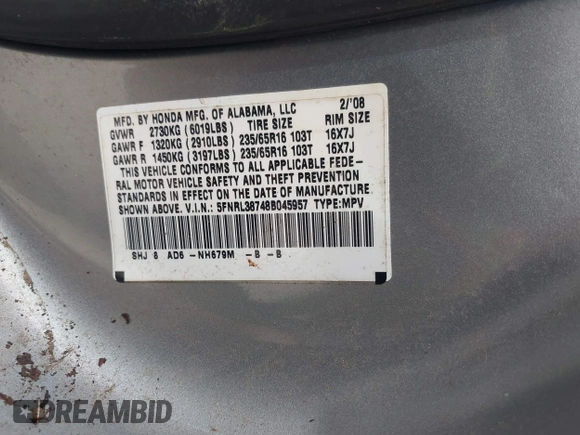 MFD. BY HONDA MFG. OF ALABAMA, LLC 2/'08
GVWR 2730KG (6019LBS) TIRE SIZE RIM SIZE
GAWR F 1320KG (2910LBS) 235/65R16 103T 16X7J
GAWR R 1450KG (3197LBS) 235/65R16 103T 16X7J
THIS VEHICLE CONFORMS TO ALL APPLICABLE FEDE-
RAL MOTOR VEHICLE SAFETY AND THEFT PREVENTION
STANDARDS IN EFFECT ON THE DATE OF MANUFACTURE
SHOWN ABOVE. V.I.N.: 5FNRL38748B045957 TYPE:MPV
SHJ 8 AD6 -NH679M -B -B
DREAMBID